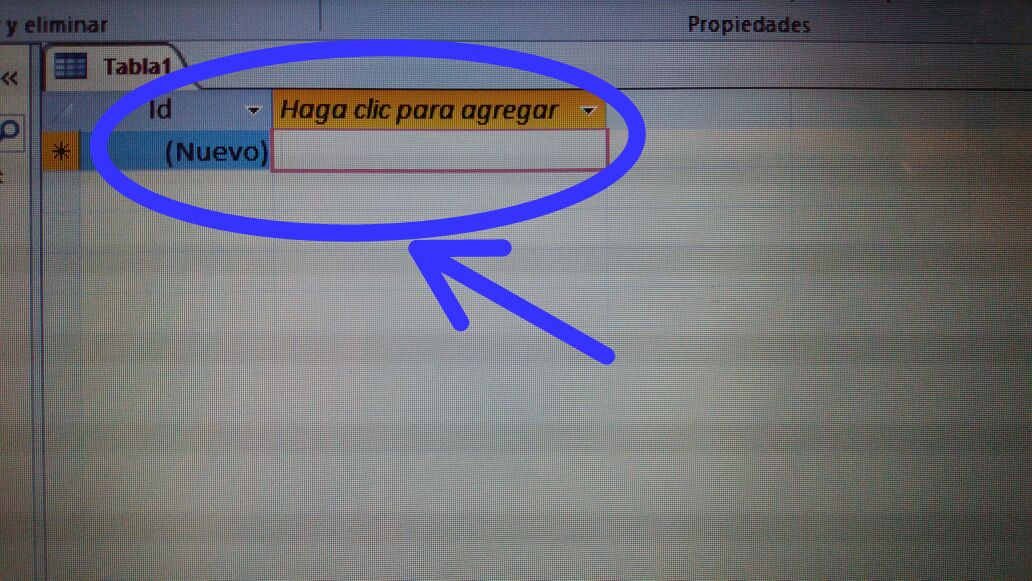 y eliminar
Propiedades
Tabla1
Id
Haga clic para agregar
(Nuevo)